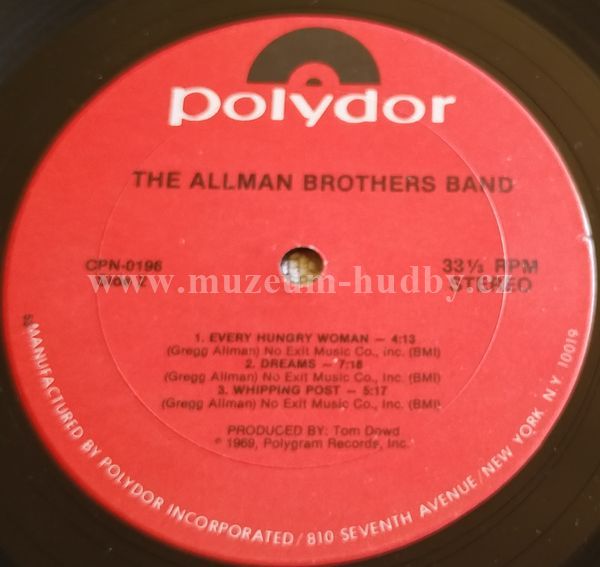 polydor
THE ALLMAN BROTHERS BAND
CPN-0196
33⅓ RPM
STEREO
www.muzeum-hudby.cz
1. EVERY HUNGRY WOMAN — 4:13
(Gregg Allman) No Exit Music Co., Inc. (BMI)
2. DREAMS — 7:18
(Gregg Allman) No Exit Music Co., Inc. (BMI)
3. WHIPPING POST — 5:17
(Gregg Allman) No Exit Music Co., Inc. (BMI)
PRODUCED BY: Tom Dowd
℗ 1969, Polygram Records, Inc.
MANUFACTURED BY POLYDOR INCORPORATED/810 SEVENTH AVENUE/NEW YORK. N.Y. 10019